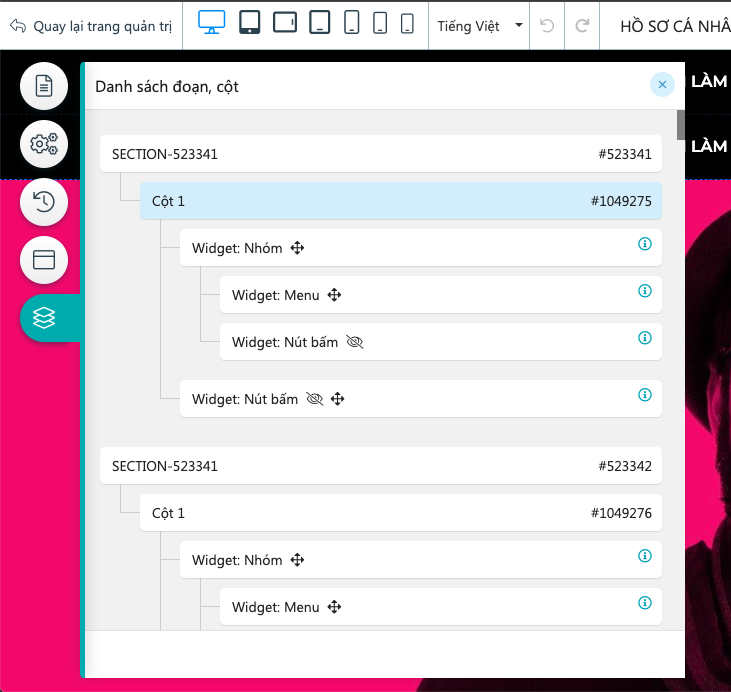 Quay lại trang quản trị
Tiếng Việt
HỒ SƠ CÁ NHÂ
Danh sách đoạn, cột
LÀM
SECTION-523341 #523341
LÀM
Cột 1 #1049275
Widget: Nhóm
Widget: Menu
Widget: Nút bấm
Widget: Nút bấm
SECTION-523341 #523342
Cột 1 #1049276
Widget: Nhóm
Widget: Menu